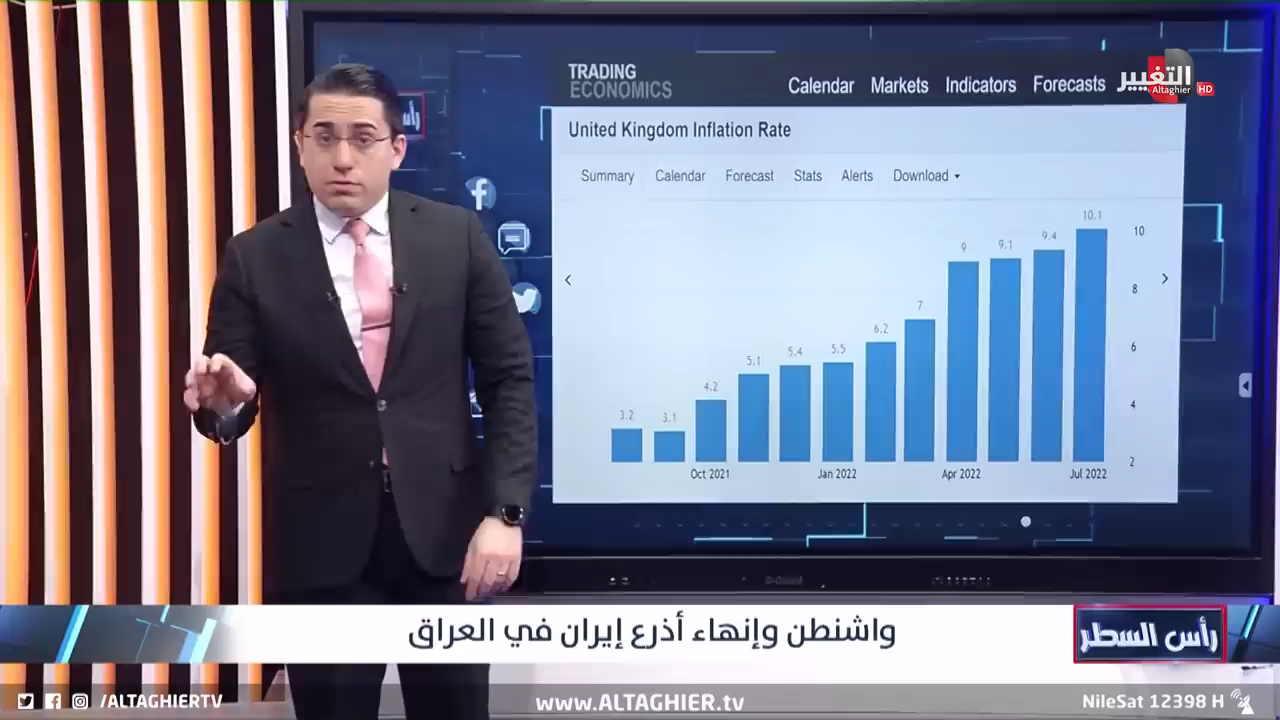 TRADING
ECONOMICS
Calendar Markets Indicators Forecasts
التغيير
Altaghier HD
United Kingdom Inflation Rate
Summary Calendar Forecast Stats Alerts Download
3.2 3.1 4.2 5.1 5.4 5.5 6.2 7 9 9.1 9.4 10.1
10
8
6
4
2
Oct 2021 Jan 2022 Apr 2022 Jul 2022
واشنطن وإنهاء أذرع إيران في العراق
رأس السطر
/ALTAGHIERTV
www.ALTAGHIER.tv
NileSat 12398 H